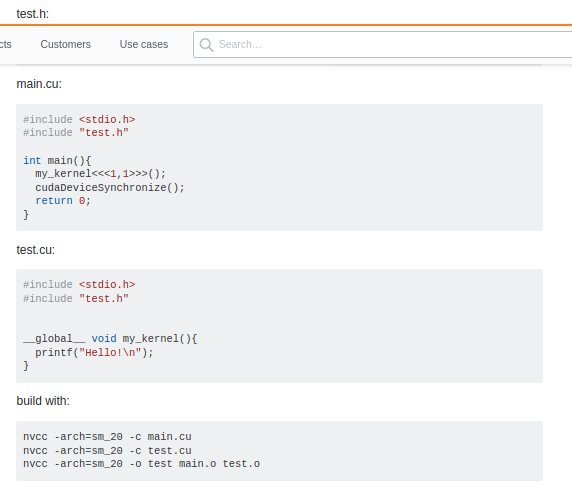 test.h:
cts Customers Use cases Search...
main.cu:
#include <stdio.h>
#include "test.h"
int main(){
my_kernel<<<1,1>>>();
cudaDeviceSynchronize();
return 0;
}
test.cu:
#include <stdio.h>
#include "test.h"
__global__ void my_kernel(){
printf("Hello!\n");
}
build with:
nvcc -arch=sm_20 -c main.cu
nvcc -arch=sm_20 -c test.cu
nvcc -arch=sm_20 -o test main.o test.o